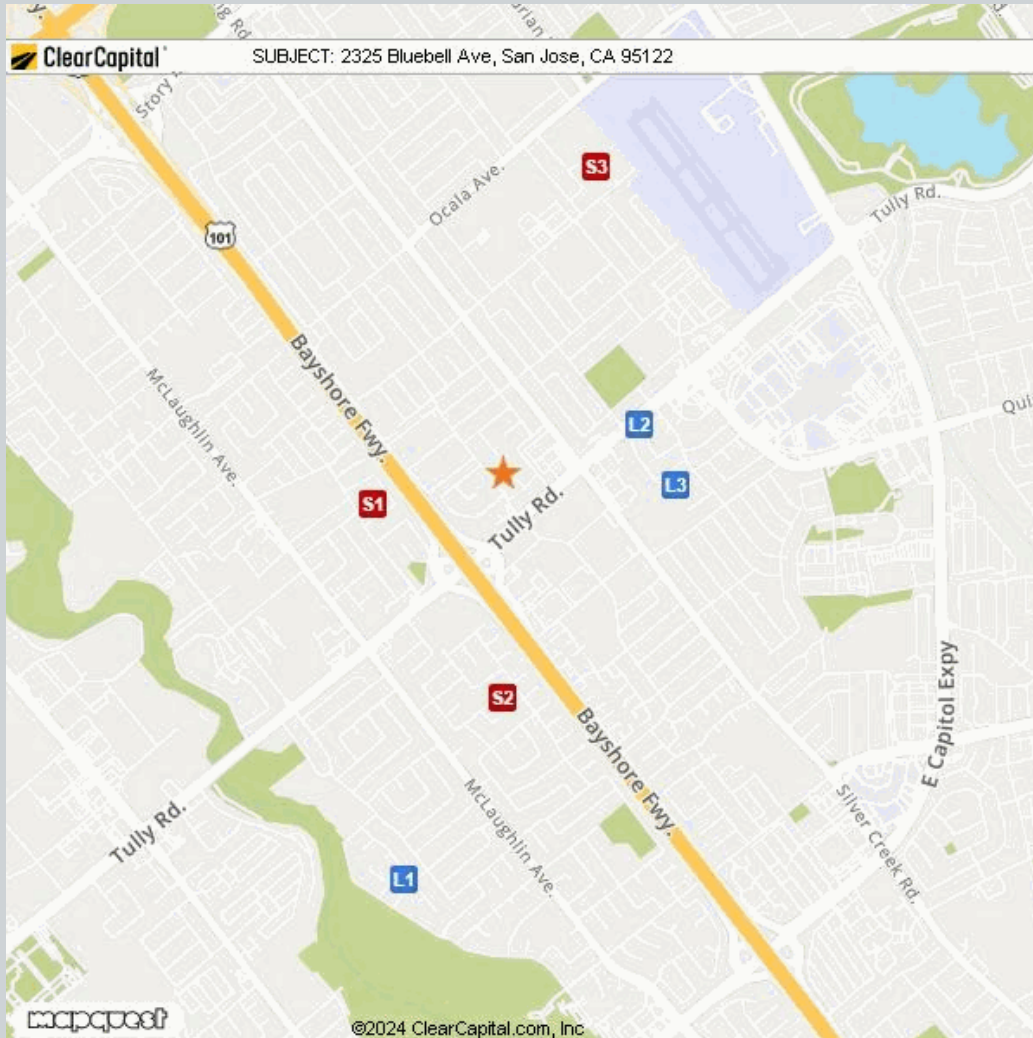 ClearCapital
SUBJECT: 2325 Bluebell Ave, San Jose, CA 95122
Story
Ocala Ave.
S3
Tully Rd.
101
Bayshore Fwy.
McLaughlin Ave.
L2
Qui
L3
S1
Tully Rd.
S2
E Capitol Expy
Bayshore Fwy.
Silver Creek Rd.
McLaughlin Ave.
Tully Rd.
L1
mapquest
©2024 ClearCapital.com, Inc